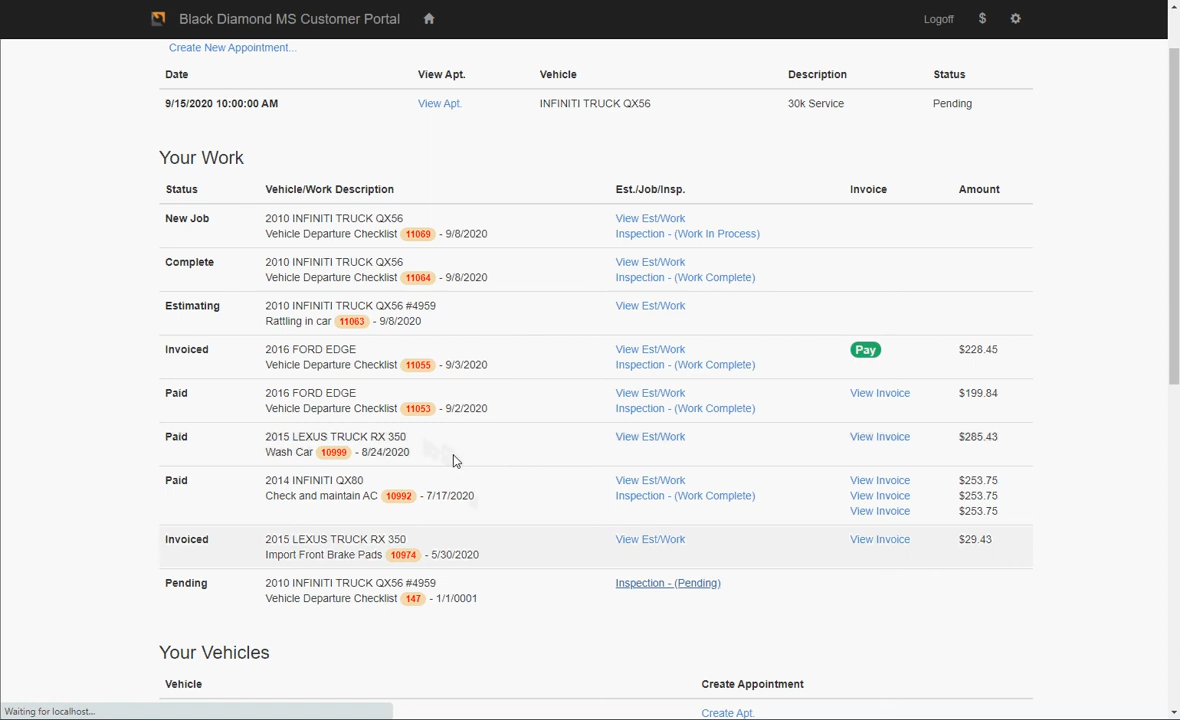 Black Diamond MS Customer Portal Logoff $
Create New Appointment...
Date View Apt. Vehicle Description Status
9/15/2020 10:00:00 AM View Apt. INFINITI TRUCK QX56 30k Service Pending
Your Work
Status Vehicle/Work Description Est./Job/Insp. Invoice Amount
New Job 2010 INFINITI TRUCK QX56 View Est/Work
Vehicle Departure Checklist 11069 - 9/8/2020 Inspection - (Work In Process)
Complete 2010 INFINITI TRUCK QX56 View Est/Work
Vehicle Departure Checklist 11064 - 9/8/2020 Inspection - (Work Complete)
Estimating 2010 INFINITI TRUCK QX56 #4959 View Est/Work
Rattling in car 11063 - 9/8/2020
Invoiced 2016 FORD EDGE View Est/Work Pay $228.45
Vehicle Departure Checklist 11055 - 9/3/2020 Inspection - (Work Complete)
Paid 2016 FORD EDGE View Est/Work View Invoice $199.84
Vehicle Departure Checklist 11053 - 9/2/2020 Inspection - (Work Complete)
Paid 2015 LEXUS TRUCK RX 350 View Est/Work View Invoice $285.43
Wash Car 10999 - 8/24/2020
Paid 2014 INFINITI QX80 View Est/Work View Invoice $253.75
Check and maintain AC 10992 - 7/17/2020 Inspection - (Work Complete) View Invoice $253.75
View Invoice $253.75
Invoiced 2015 LEXUS TRUCK RX 350 View Est/Work View Invoice $29.43
Import Front Brake Pads 10974 - 5/30/2020
Pending 2010 INFINITI TRUCK QX56 #4959 Inspection - (Pending)
Vehicle Departure Checklist 147 - 1/1/0001
Your Vehicles
Vehicle Create Appointment
Create Apt.
Waiting for localhost...